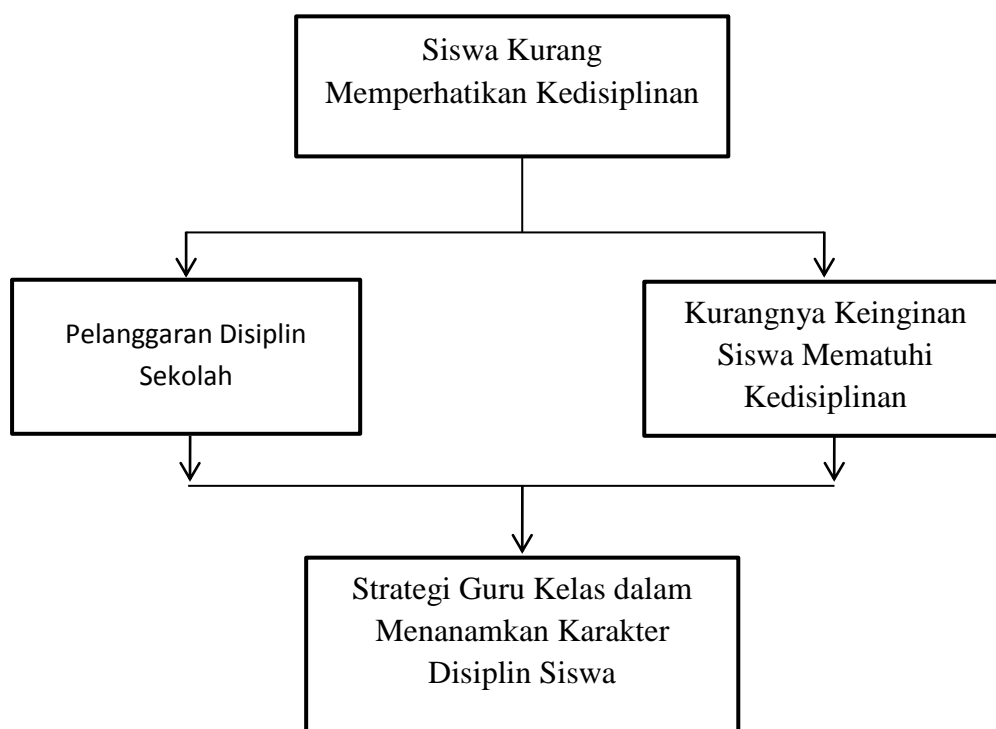 Siswa Kurang
Memperhatikan Kedisiplinan
Pelanggaran Disiplin
Sekolah
Kurangnya Keinginan
Siswa Mematuhi
Kedisiplinan
Strategi Guru Kelas dalam
Menanamkan Karakter
Disiplin Siswa